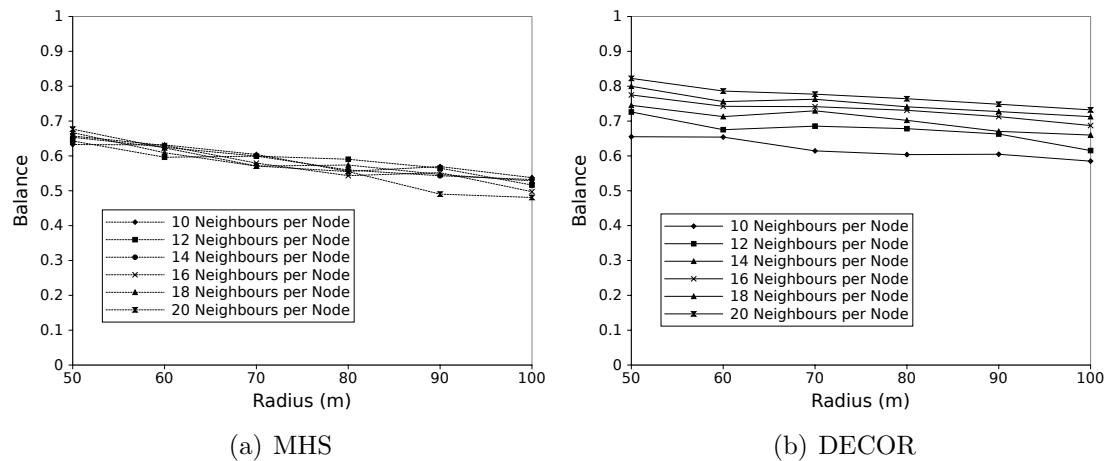 1
0.9
0.8
0.7
0.6
0.5
0.4
0.3
0.2
0.1
0
Balance
10 Neighbours per Node
12 Neighbours per Node
14 Neighbours per Node
16 Neighbours per Node
18 Neighbours per Node
20 Neighbours per Node
50 60 70 80 90 100
Radius (m)
(a) MHS
1
0.9
0.8
0.7
0.6
0.5
0.4
0.3
0.2
0.1
0
Balance
10 Neighbours per Node
12 Neighbours per Node
14 Neighbours per Node
16 Neighbours per Node
18 Neighbours per Node
20 Neighbours per Node
50 60 70 80 90 100
Radius (m)
(b) DECOR